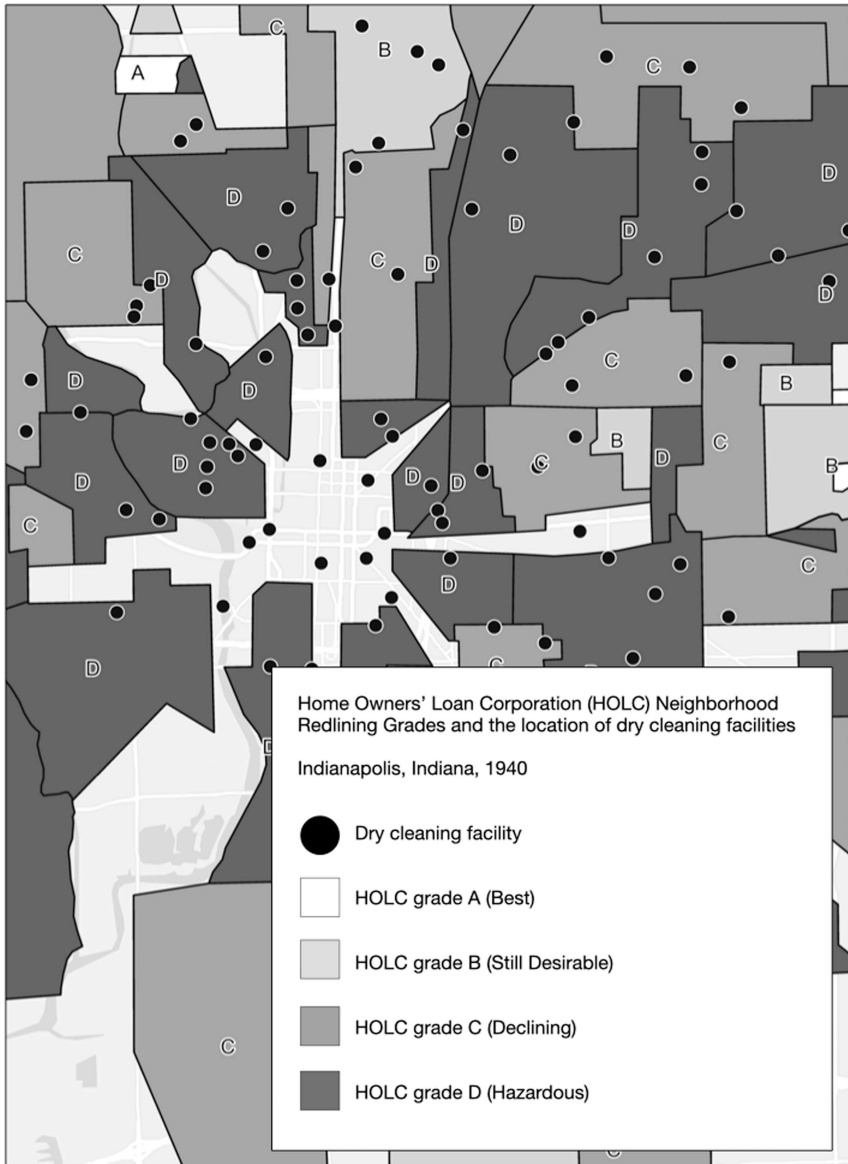 C
B
C
A
D
D
D
D
C
C
D
D
D
C
D
B
D
B
C
D
C
D
B
D
D
D
C
C
D
C
D
D
Home Owners' Loan Corporation (HOLC) Neighborhood
Redlining Grades and the location of dry cleaning facilities
Indianapolis, Indiana, 1940
Dry cleaning facility
HOLC grade A (Best)
HOLC grade B (Still Desirable)
HOLC grade C (Declining)
C
HOLC grade D (Hazardous)